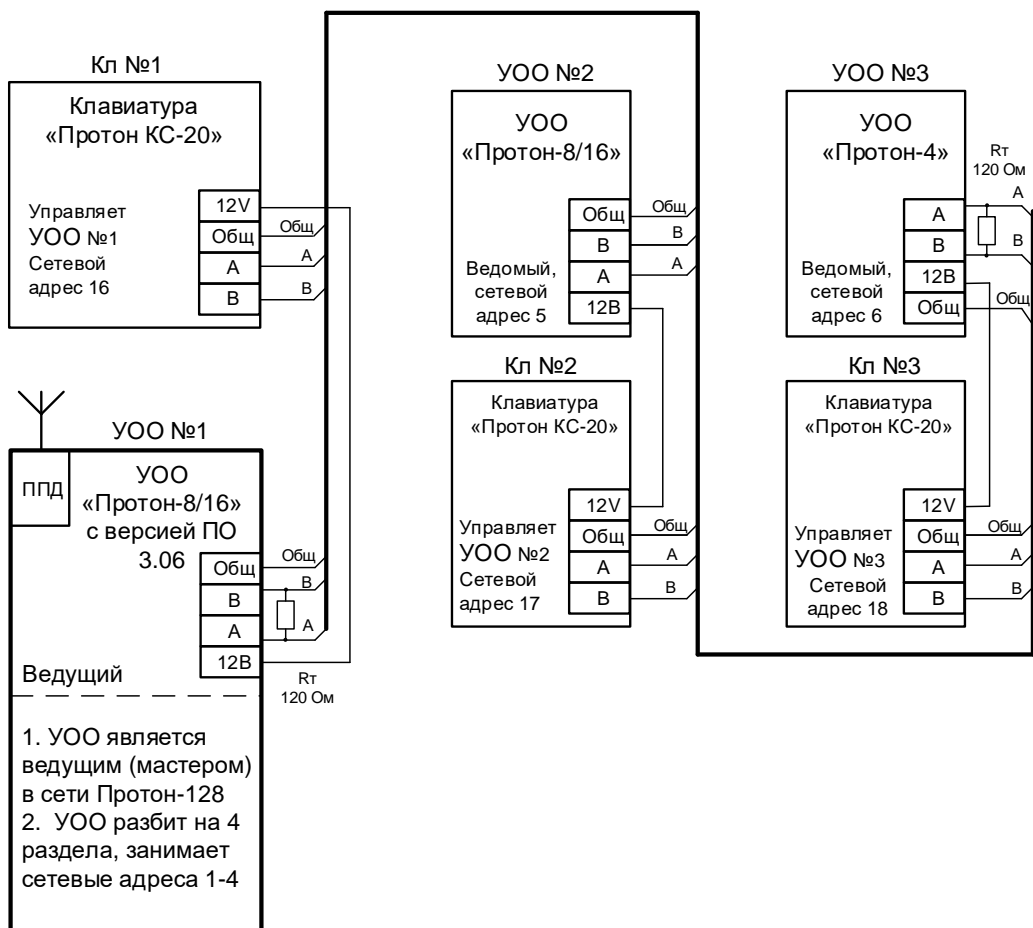 Кл №1
Клавиатура
«Протон КС-20»
Управляет
УОО №1
Сетевой
адрес 16
12V
Общ
A
B
Общ
A
B
УОО №2
УОО
«Протон-8/16»
Ведомый,
сетевой
адрес 5
Общ
B
A
12В
Общ
B
A
УОО №3
УОО
«Протон-4»
Rт
120 Ом
Ведомый,
сетевой
адрес 6
A
B
12В
Общ
A
B
Общ
Кл №2
Клавиатура
«Протон КС-20»
Управляет
УОО №2
Сетевой
адрес 17
12V
Общ
A
B
Общ
A
B
Кл №3
Клавиатура
«Протон КС-20»
Управляет
УОО №3
Сетевой
адрес 18
12V
Общ
A
B
Общ
A
B
УОО №1
ППД
УОО
«Протон-8/16»
с версией ПО
3.06
Общ
B
A
12В
Общ
B
A
Rт
120 Ом
Ведущий
1. УОО является
ведущим (мастером)
в сети Протон-128
2. УОО разбит на 4
раздела, занимает
сетевые адреса 1-4